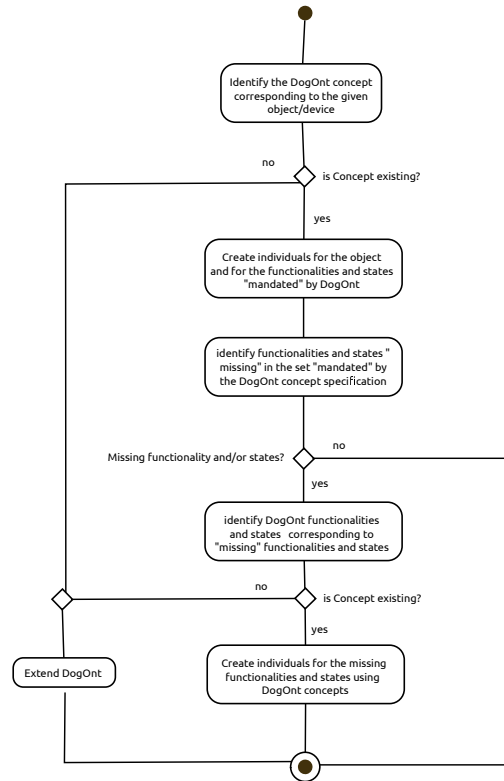 Identify the DogOnt concept
corresponding to the given
object/device
no
is Concept existing?
yes
Create individuals for the object
and for the functionalities and states
"mandated" by DogOnt
identify functionalities and states "
missing" in the set "mandated" by
the DogOnt concept specification
no
Missing functionality and/or states?
yes
identify DogOnt functionalities
and states corresponding to
"missing" functionalities and states
no
is Concept existing?
yes
Create individuals for the missing
functionalities and states using
DogOnt concepts
Extend DogOnt